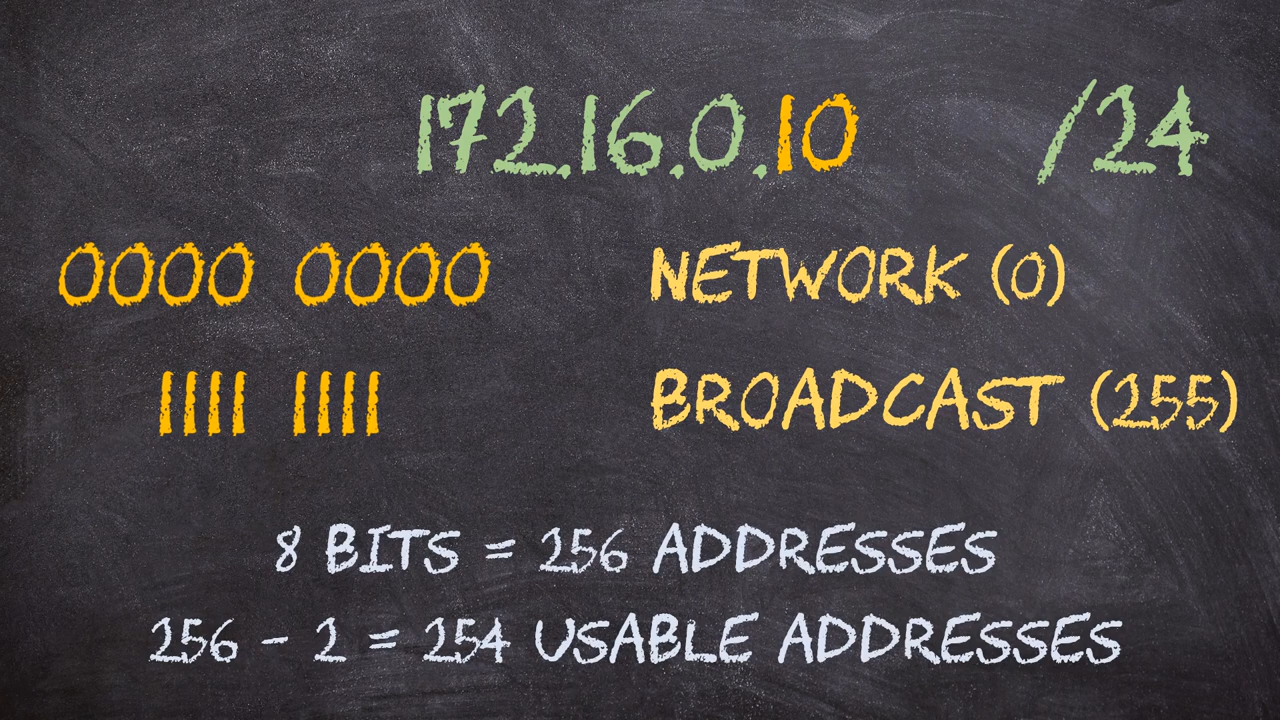 172.16.0.10 /24
0000 0000 NETWORK (0)
1111 1111 BROADCAST (255)
8 BITS = 256 ADDRESSES
256 - 2 = 254 USABLE ADDRESSES